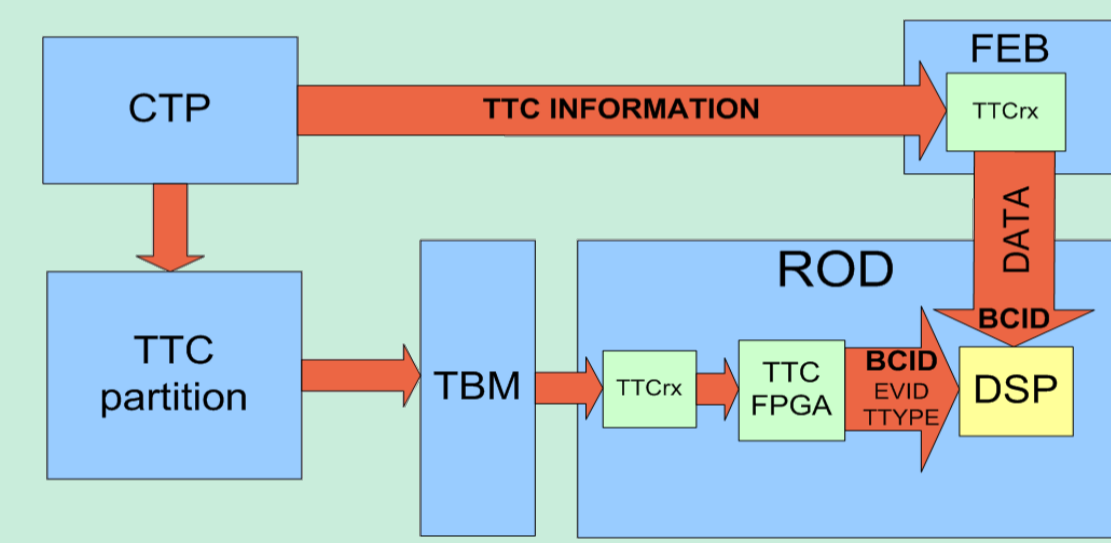 FEB
CTP
TTC INFORMATION
TTCrx
DATA
BCID
ROD
TTC
partition
TBM
TTCrx
TTC
FPGA
BCID
EVID
TTYPE
DSP